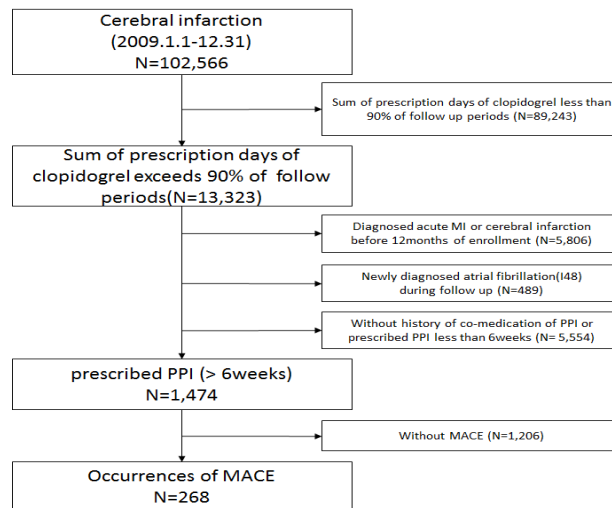 Cerebral infarction
(2009.1.1-12.31)
N=102,566
Sum of prescription days of clopidogrel less than
90% of follow up periods (N=89,243)
Sum of prescription days of
clopidogrel exceeds 90% of follow
periods(N=13,323)
Diagnosed acute MI or cerebral infarction
before 12months of enrollment (N=5,806)
Newly diagnosed atrial fibrillation(I48)
during follow up (N=489)
Without history of co-medication of PPI or
prescribed PPI less than 6weeks (N= 5,554)
prescribed PPI (> 6weeks)
N=1,474
Without MACE (N=1,206)
Occurrences of MACE
N=268